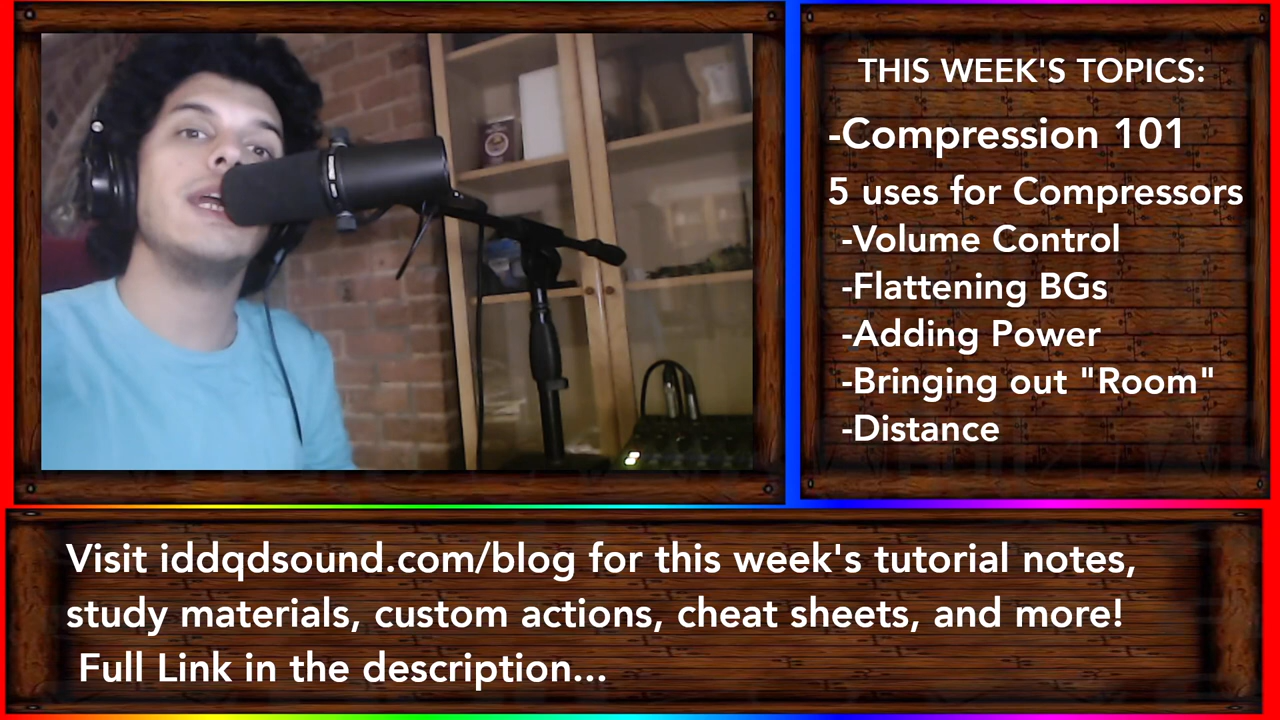 THIS WEEK'S TOPICS:
-Compression 101
5 uses for Compressors
-Volume Control
-Flattening BGs
-Adding Power
-Bringing out "Room"
-Distance
Visit iddqdsound.com/blog for this week's tutorial notes,
study materials, custom actions, cheat sheets, and more!
Full Link in the description...